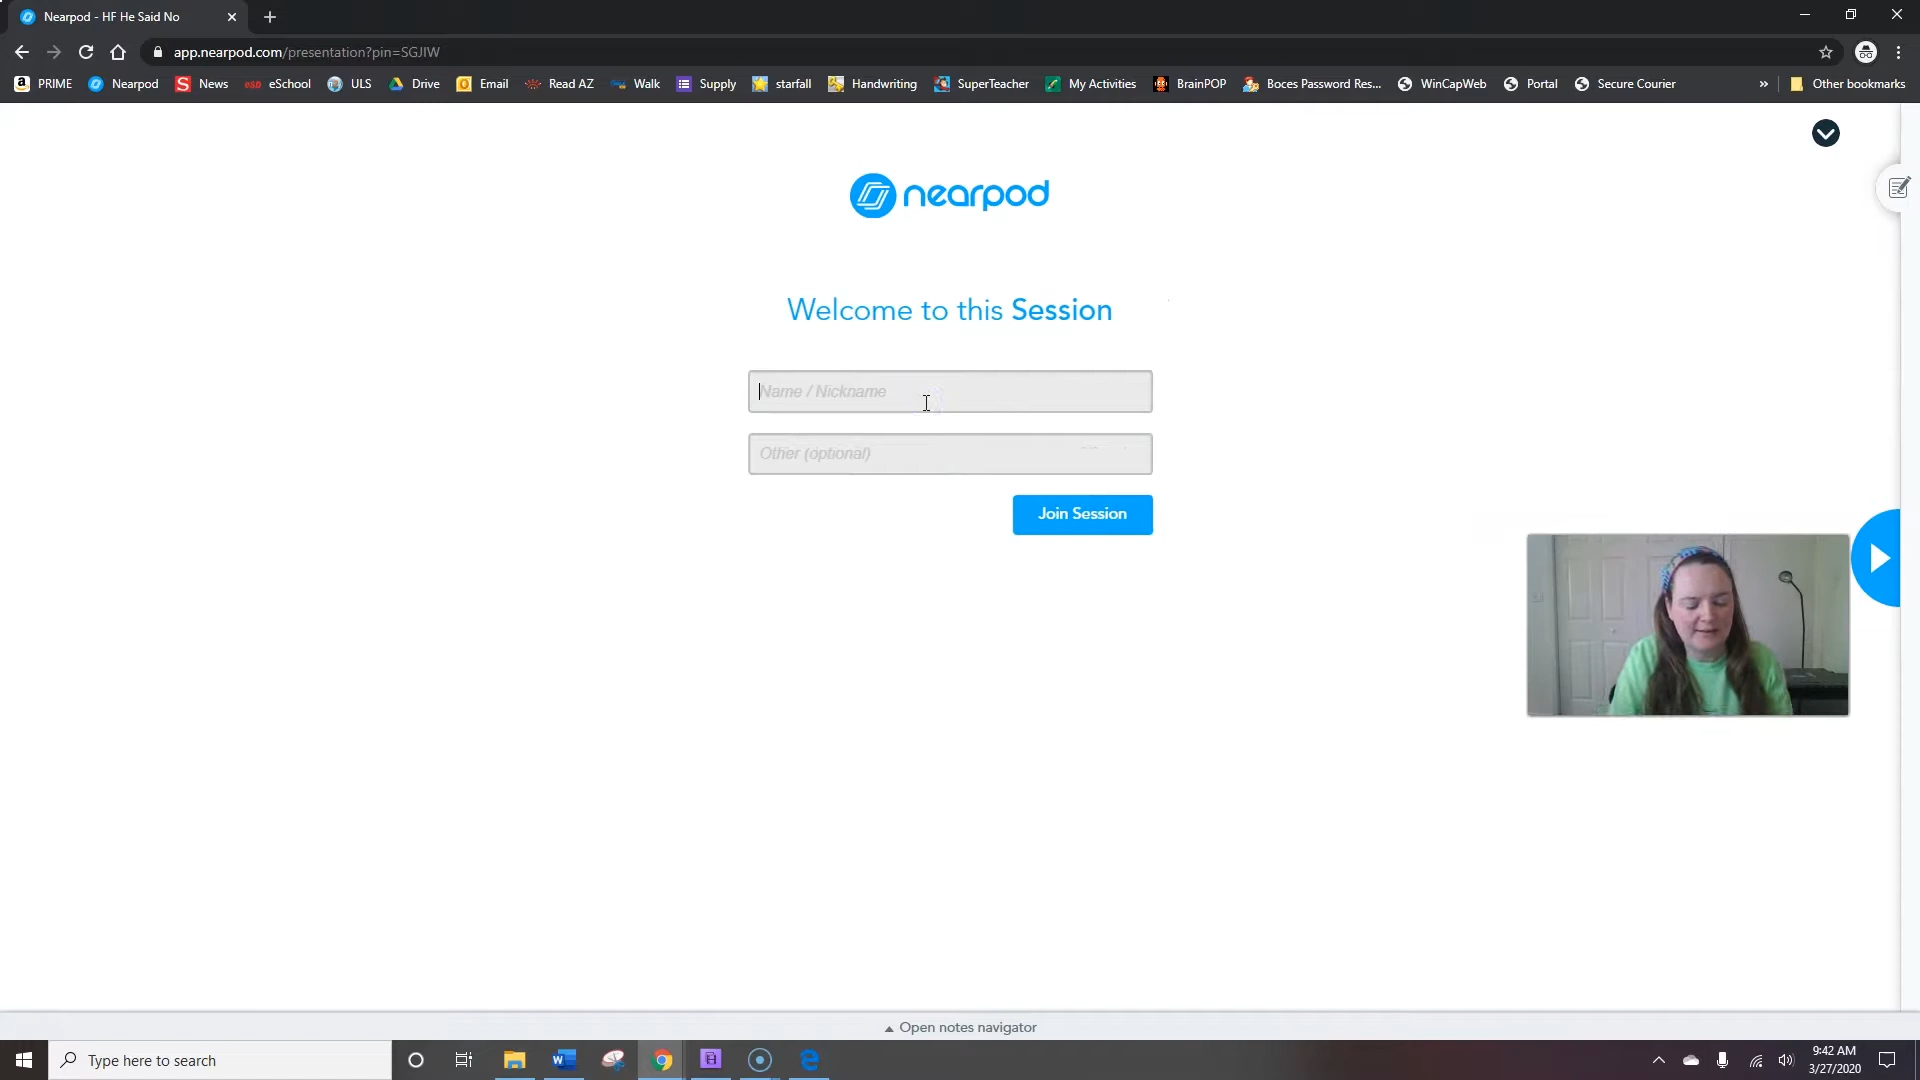 Nearpod - HF He Said No
app.nearpod.com/presentation?pin=SGJIW
PRIME Nearpod S News esd eSchool ULS Drive Email Read AZ Walk Supply starfall Handwriting SuperTeacher My Activities BrainPOP Boces Password Res... WinCapWeb Portal Secure Courier » Other bookmarks
nearpod
Welcome to this Session
Name / Nickname
Other (optional)
Join Session
Open notes navigator
Type here to search
9:42 AM
3/27/2020